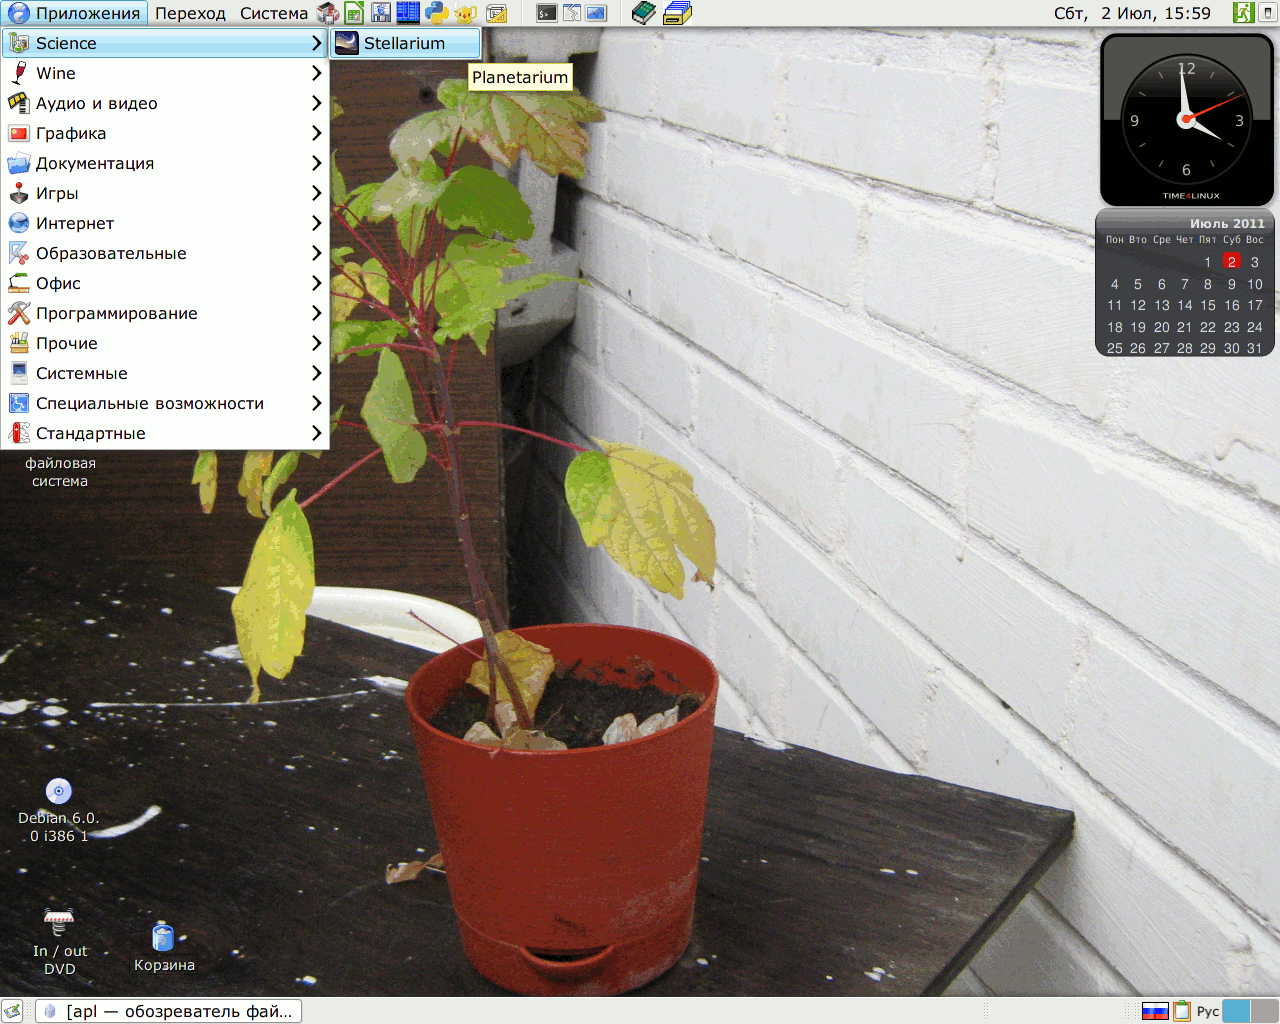 Приложения Переход Система
Сбт, 2 Июл, 15:59
Science
Stellarium
Planetarium
Wine
Аудио и видео
Графика
Документация
Игры
Интернет
Образовательные
Офис
Программирование
Прочие
Системные
Специальные возможности
Стандартные
12
9 3
6
TIME4LINUX
Июль 2011
Пон Вто Сре Чет Пят Суб Вос
1 2 3
4 5 6 7 8 9 10
11 12 13 14 15 16 17
18 19 20 21 22 23 24
25 26 27 28 29 30 31
файловая
система
Debian 6.0.
0 i386 1
In / out
DVD
Корзина
[apl — обозреватель фай...
Рус